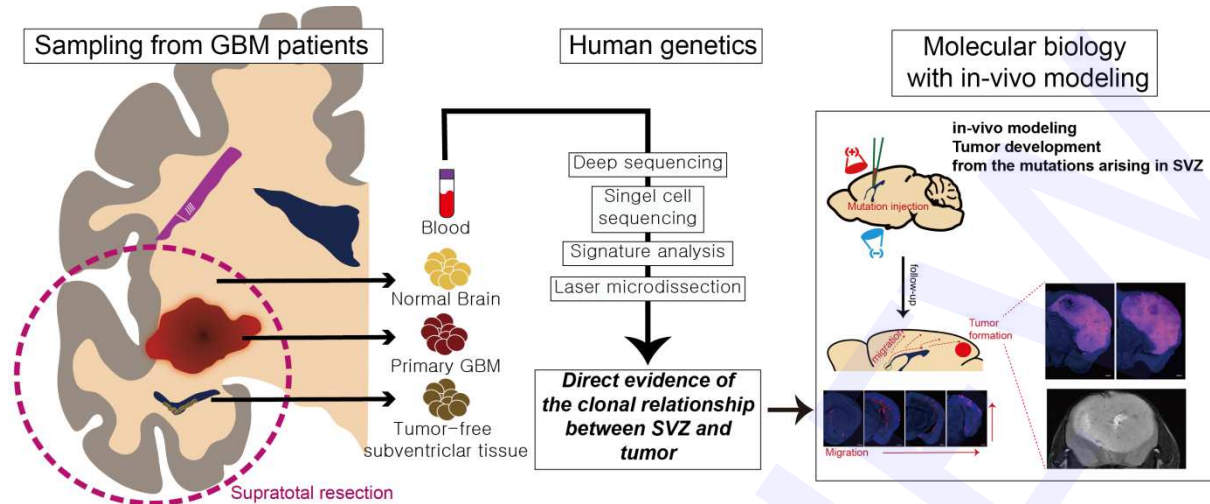 Sampling from GBM patients
Blood
Normal Brain
Primary GBM
Tumor-free
subventriclar tissue
Supratotal resection
Human genetics
Deep sequencing
Singel cell
sequencing
Signature analysis
Laser microdissection
Direct evidence of
the clonal relationship
between SVZ and
tumor
Molecular biology
with in-vivo modeling
in-vivo modeling
Tumor development
from the mutations arising in SVZ
(+)
Mutation injection
(-)
follow-up
migration
Tumor
formation
Migration